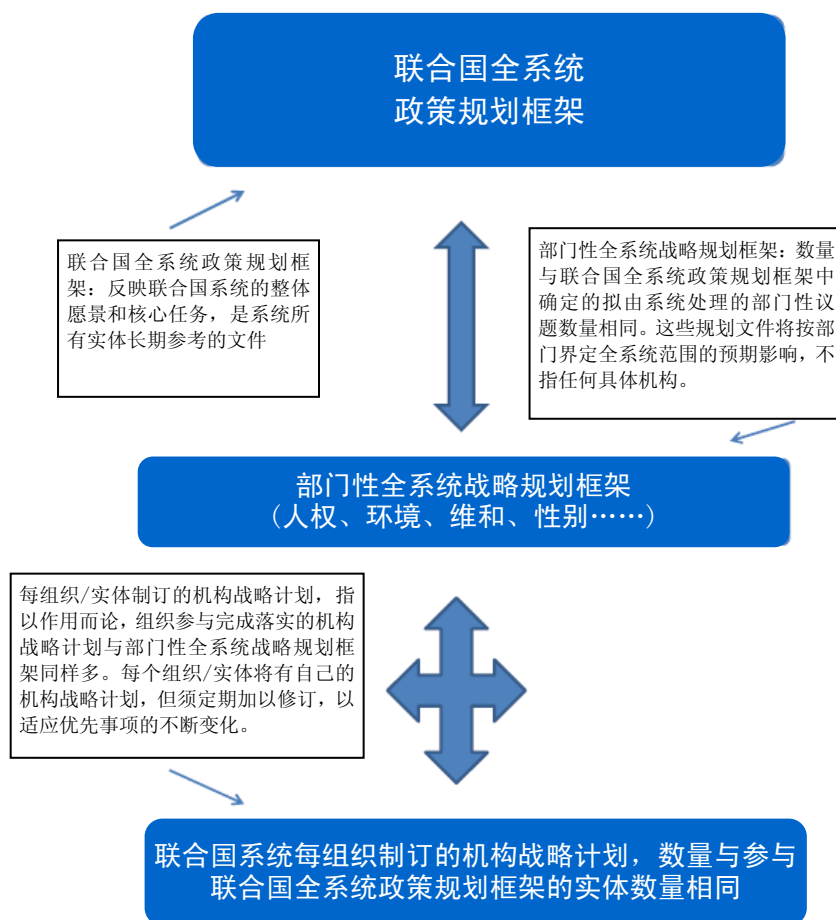 联合国全系统
政策规划框架
联合国全系统政策规划框
架：反映联合国系统的整体
愿景和核心任务，是系统所
有实体长期参考的文件
部门性全系统战略规划框架：数量
与联合国全系统政策规划框架中
确定的拟由系统处理的部门性议
题数量相同。这些规划文件将按部
门界定全系统范围的预期影响，不
指任何具体机构。
部门性全系统战略规划框架
（人权、环境、维和、性别……）
每组织/实体制订的机构战略计划，指
以作用而论，组织参与完成落实的机构
战略计划与部门性全系统战略规划框
架同样多。每个组织/实体将有自己的
机构战略计划，但须定期加以修订，以
适应优先事项的不断变化。
联合国系统每组织制订的机构战略计划，数量与参与
联合国全系统政策规划框架的实体数量相同